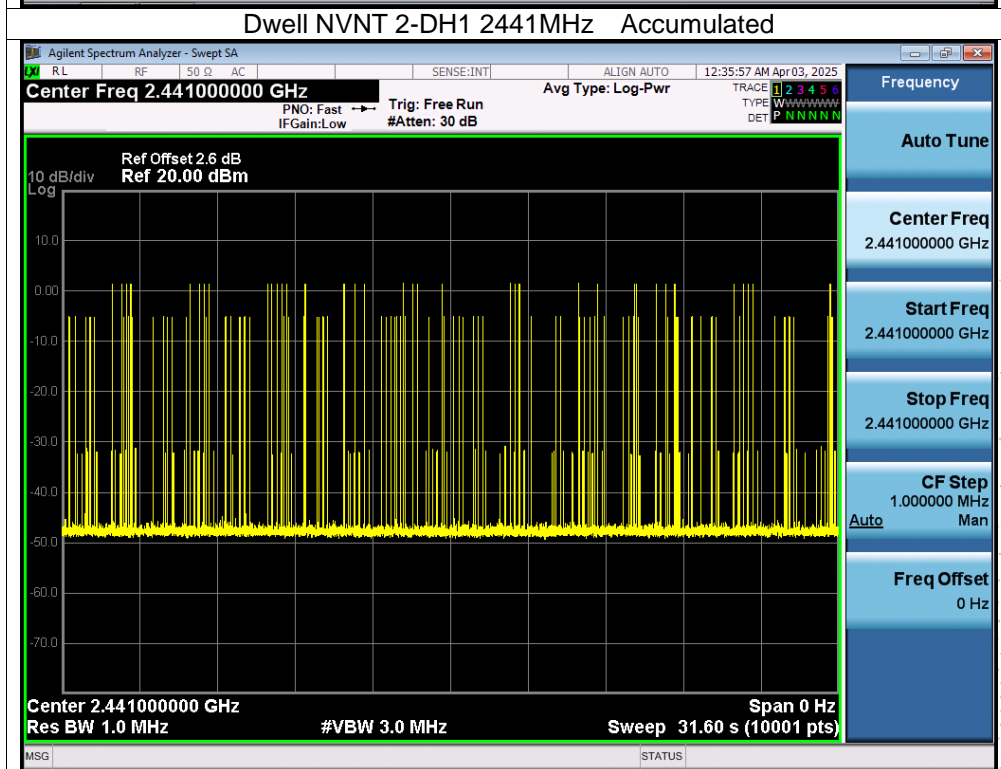 Dwell NVNT 2-DH1 2441MHz    Accumulated
Agilent Spectrum Analyzer - Swept SA
LXI RL RF 50 Ω AC SENSE:INT ALIGN AUTO 12:35:57 AM Apr 03, 2025
Center Freq 2.441000000 GHz
PNO: Fast
IFGain:Low
Trig: Free Run
#Atten: 30 dB
Avg Type: Log-Pwr
TRACE 1 2 3 4 5 6
TYPE WWWWWWW
DET P N N N N N
Ref Offset 2.6 dB
10 dB/div Ref 20.00 dBm
Log
10.0
0.00
-10.0
-20.0
-30.0
-40.0
-50.0
-60.0
-70.0
Center 2.441000000 GHz Span 0 Hz
Res BW 1.0 MHz #VBW 3.0 MHz Sweep 31.60 s (10001 pts)
MSG STATUS
Frequency
Auto Tune
Center Freq
2.441000000 GHz
Start Freq
2.441000000 GHz
Stop Freq
2.441000000 GHz
CF Step
1.000000 MHz
Auto Man
Freq Offset
0 Hz